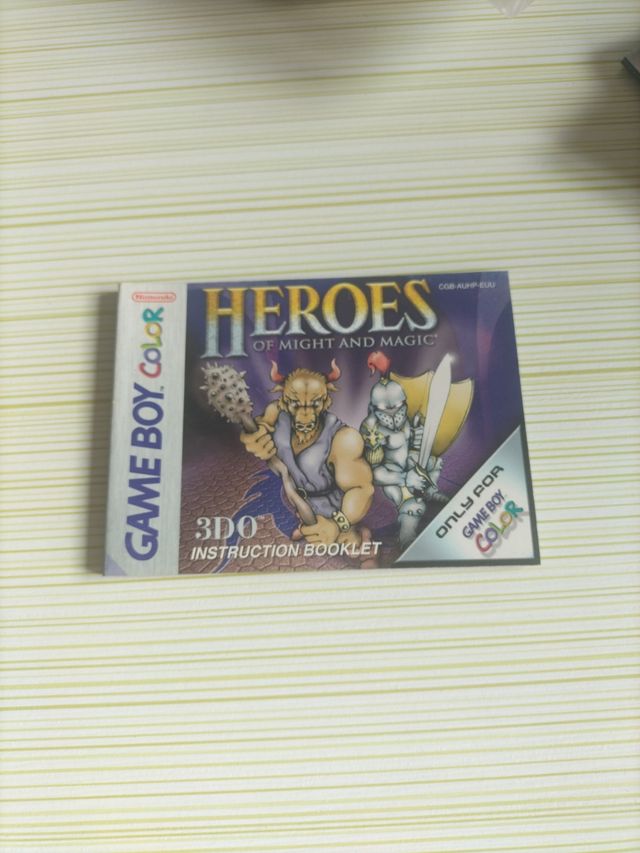 Nintendo
GAME BOY COLOR
CGB-AUHP-EUU
HEROES
OF MIGHT AND MAGIC
3DO™
INSTRUCTION BOOKLET
ONLY FOR
GAME BOY
COLOR